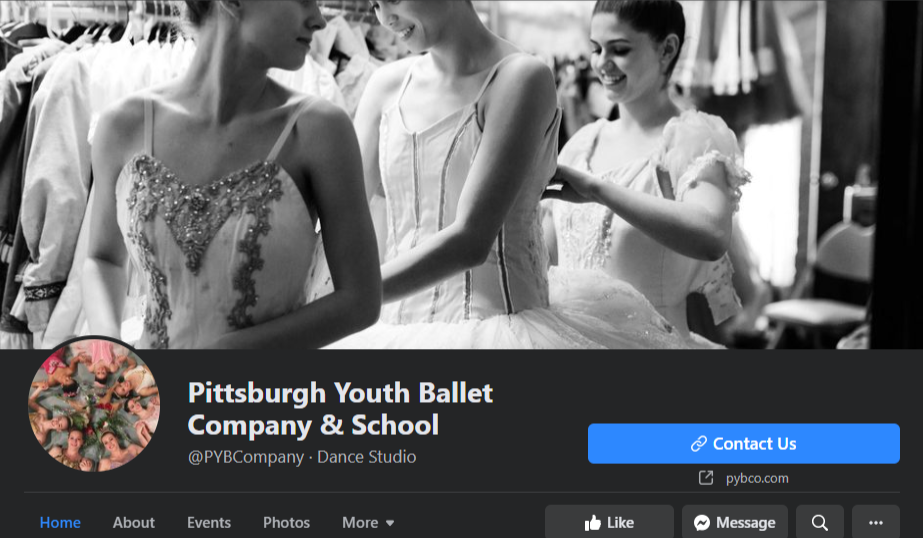 Pittsburgh Youth Ballet
Company & School
@PYBCompany · Dance Studio
Contact Us
pybco.com
Home About Events Photos More Like Message